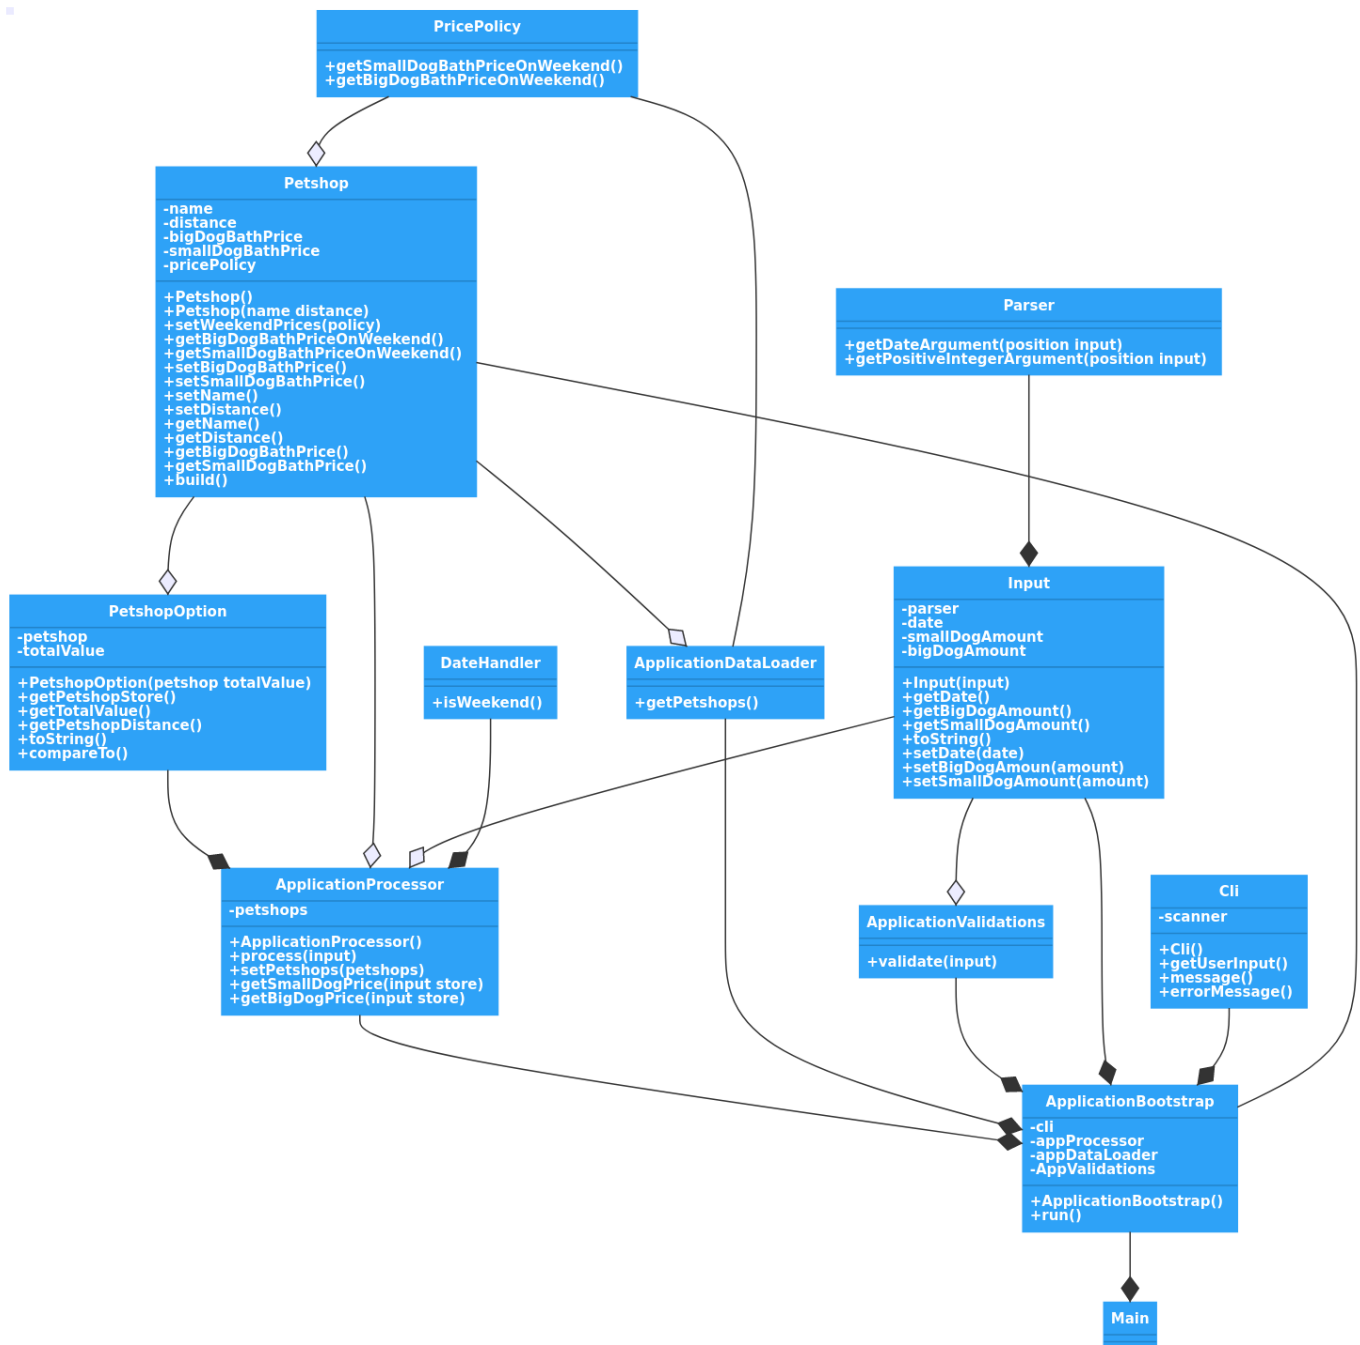 PricePolicy
+getSmallDogBathPriceOnWeekend()
+getBigDogBathPriceOnWeekend()
Petshop
-name
-distance
-bigDogBathPrice
-smallDogBathPrice
-pricePolicy
+Petshop()
+Petshop(name distance)
+setWeekendPrices(policy)
+getBigDogBathPriceOnWeekend()
+getSmallDogBathPriceOnWeekend()
+setBigDogBathPrice()
+setSmallDogBathPrice()
+setName()
+setDistance()
+getName()
+getDistance()
+getBigDogBathPrice()
+getSmallDogBathPrice()
+build()
Parser
+getDateArgument(position input)
+getPositiveIntegerArgument(position input)
Input
-parser
-date
-smallDogAmount
-bigDogAmount
+Input(input)
+getDate()
+getBigDogAmount()
+getSmallDogAmount()
+toString()
+setDate(date)
+setBigDogAmoun(amount)
+setSmallDogAmount(amount)
PetshopOption
-petshop
-totalValue
+PetshopOption(petshop totalValue)
+getPetshopStore()
+getTotalValue()
+getPetshopDistance()
+toString()
+compareTo()
DateHandler
+isWeekend()
ApplicationDataLoader
+getPetshops()
ApplicationProcessor
-petshops
+ApplicationProcessor()
+process(input)
+setPetshops(petshops)
+getSmallDogPrice(input store)
+getBigDogPrice(input store)
ApplicationValidations
+validate(input)
Cli
-scanner
+Cli()
+getUserInput()
+message()
+errorMessage()
ApplicationBootstrap
-cli
-appProcessor
-appDataLoader
-AppValidations
+ApplicationBootstrap()
+run()
Main